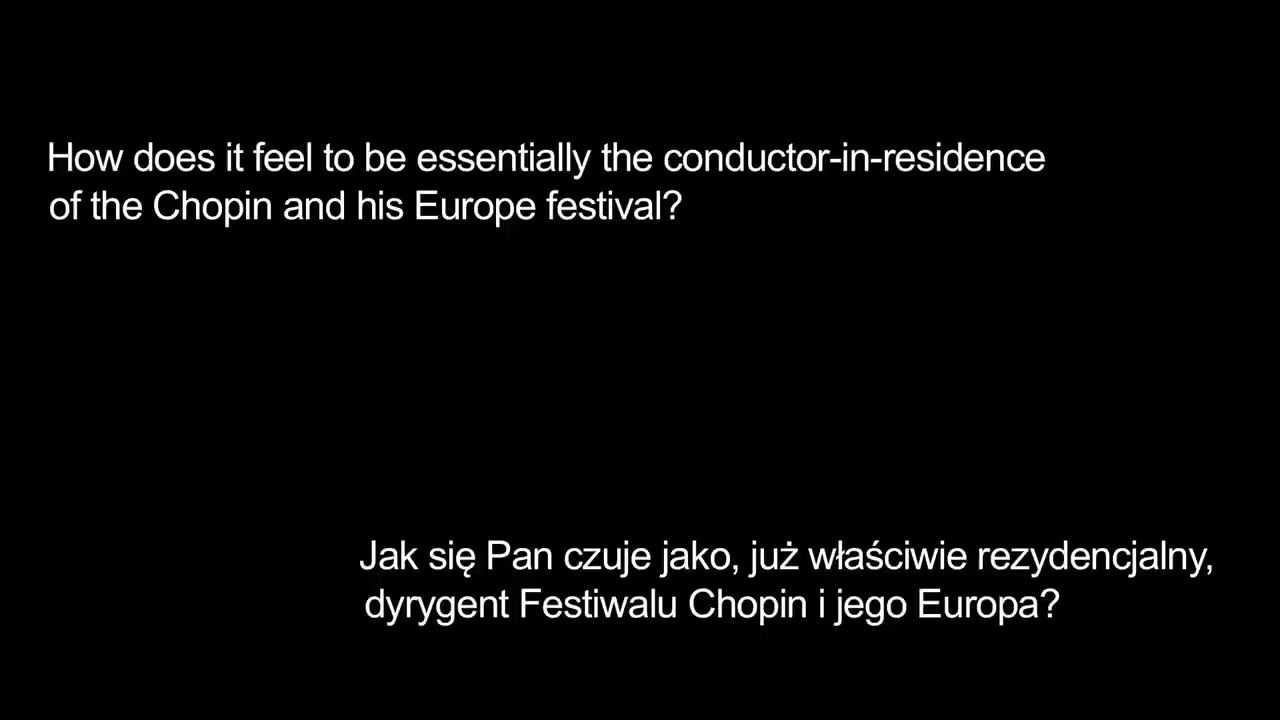 How does it feel to be essentially the conductor-in-residence
of the Chopin and his Europe festival?
Jak się Pan czuje jako, już właściwie rezydencjalny,
dyrygent Festiwalu Chopin i jego Europa?